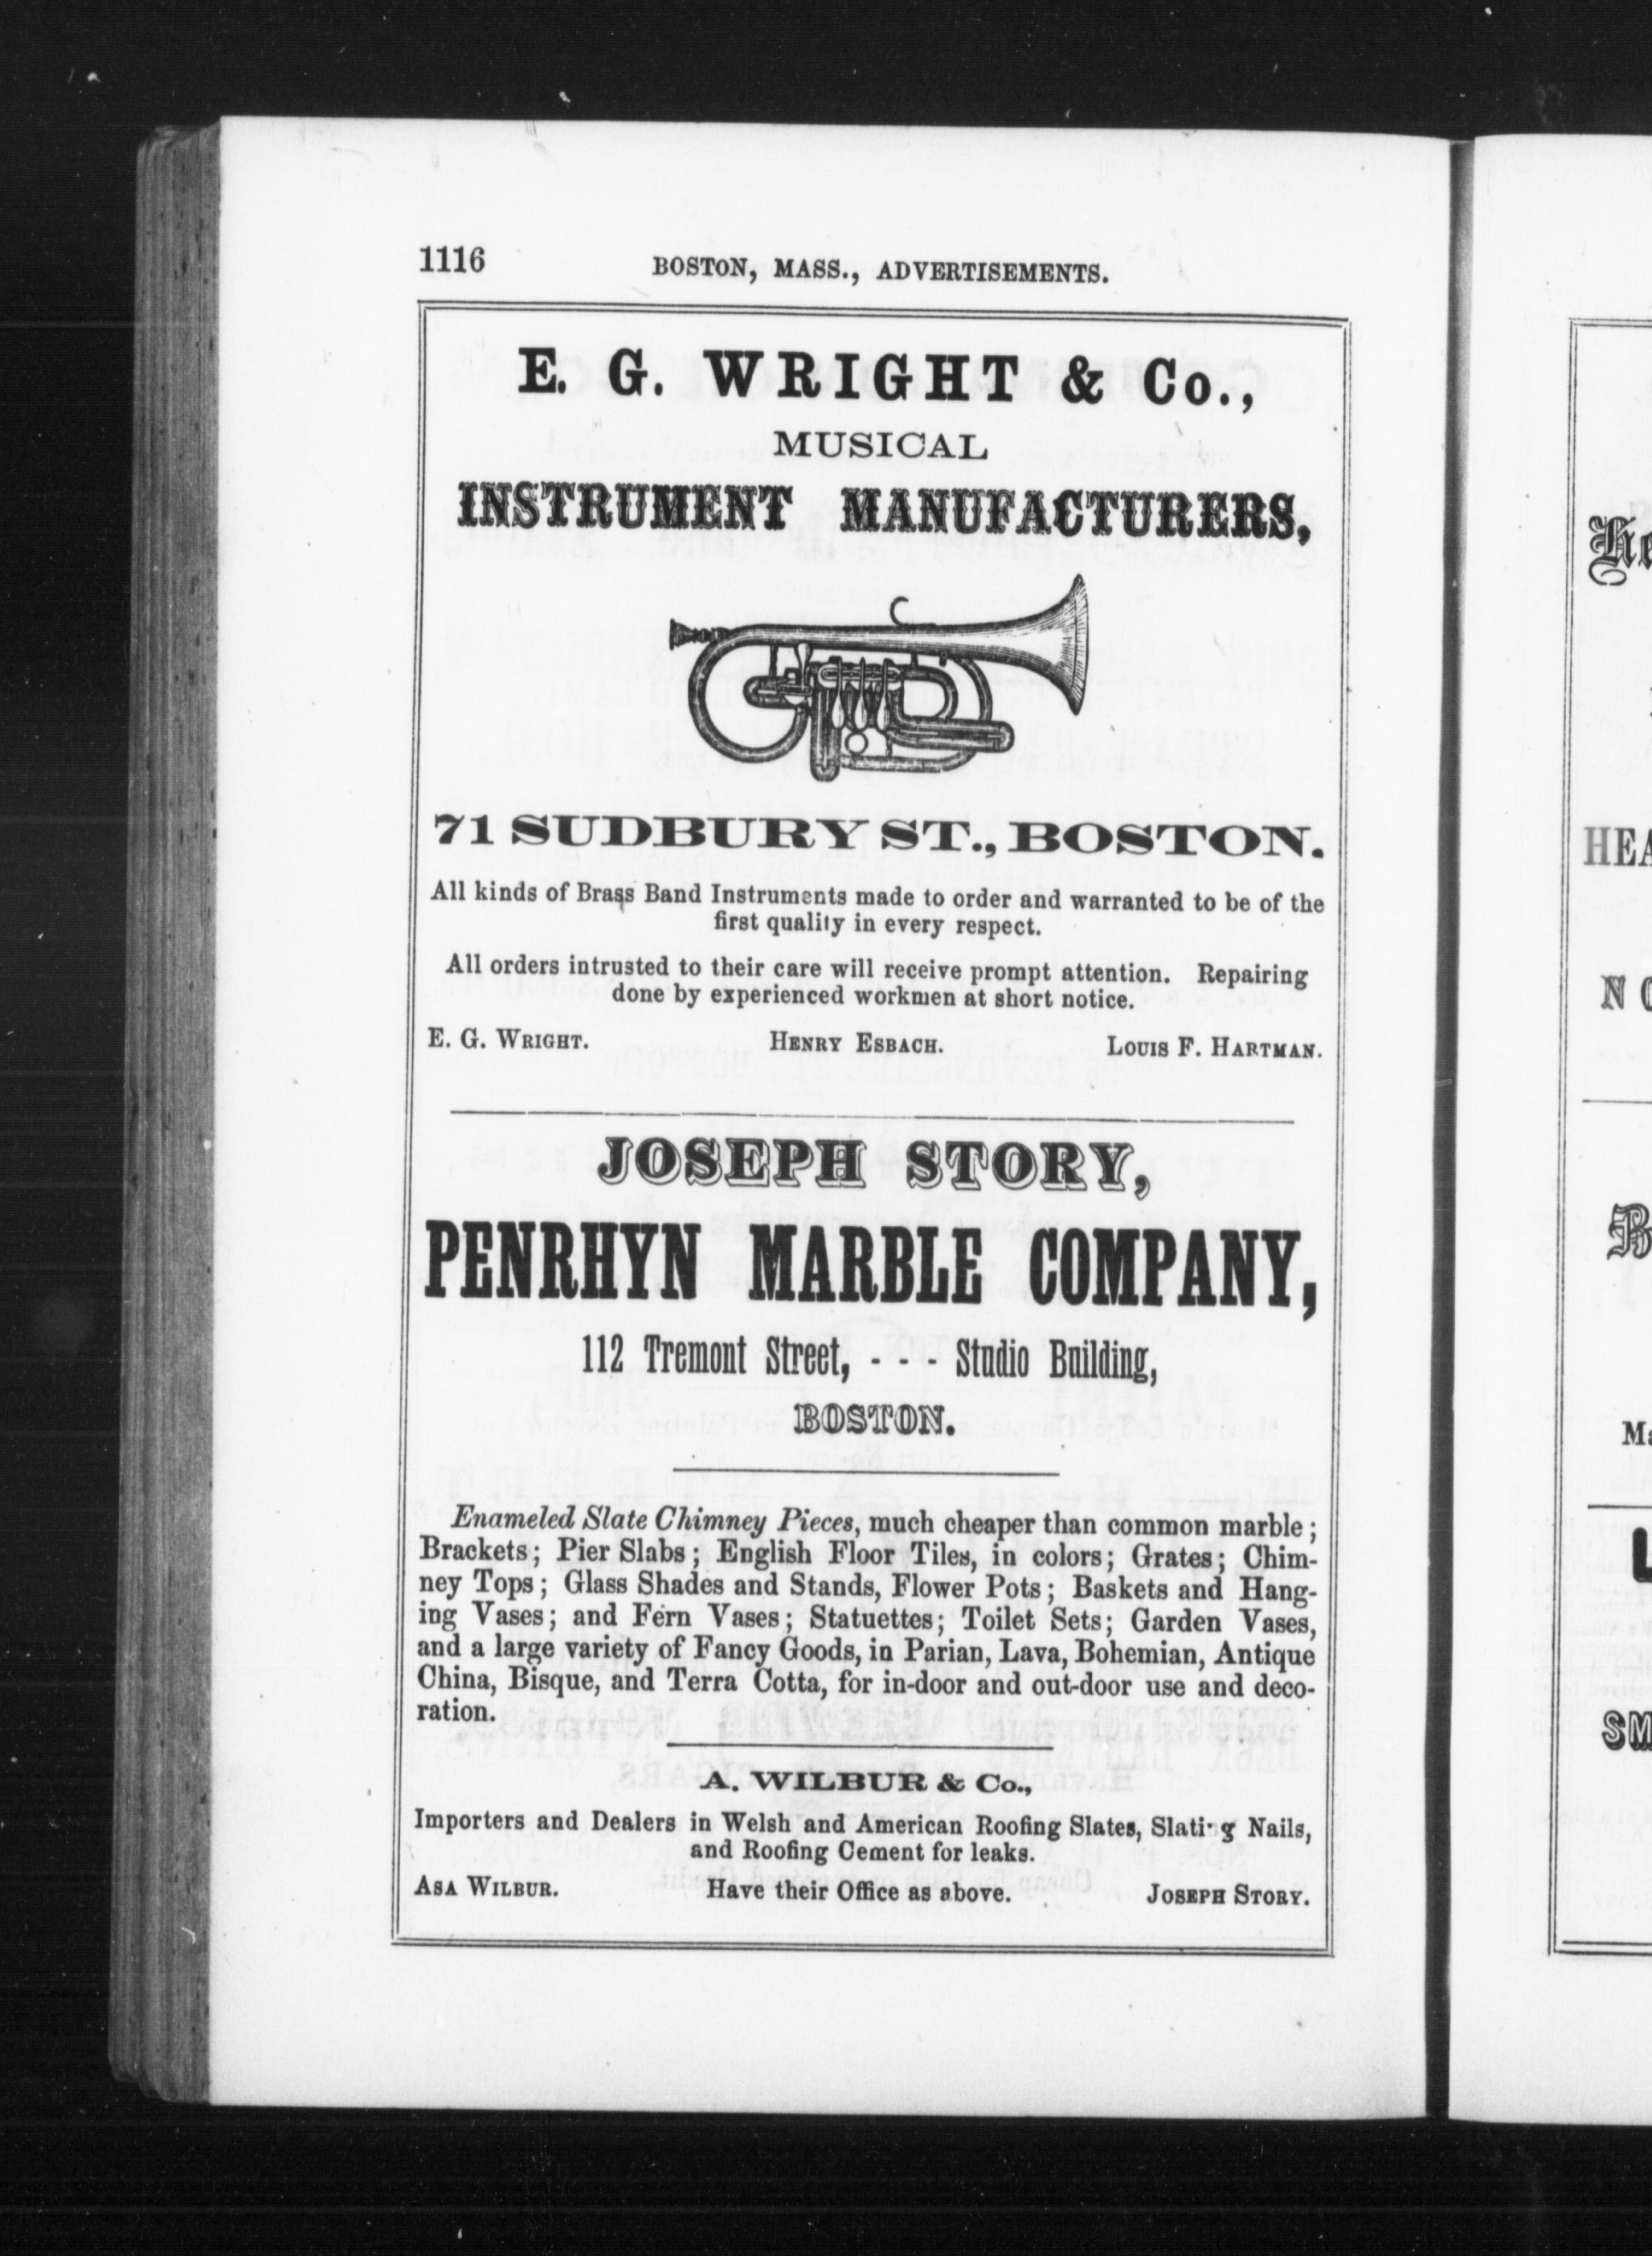 1116
BOSTON, MASS., ADVERTISEMENTS.
E. G. WRIGHT & Co.,
MUSICAL
INSTRUMENT MANUFACTURERS,
71 SUDBURY ST., BOSTON.
All kinds of Brass Band Instruments made to order and warranted to be of the
first quality in every respect.
All orders intrusted to their care will receive prompt attention. Repairing
done by experienced workmen at short notice.
E. G. WRIGHT. HENRY ESBACH. LOUIS F. HARTMAN.
JOSEPH STORY,
PENRHYN MARBLE COMPANY,
112 Tremont Street, - - - Studio Building,
BOSTON.
Enameled Slate Chimney Pieces, much cheaper than common marble;
Brackets; Pier Slabs; English Floor Tiles, in colors; Grates; Chim-
ney Tops; Glass Shades and Stands, Flower Pots; Baskets and Hang-
ing Vases; and Fern Vases; Statuettes; Toilet Sets; Garden Vases,
and a large variety of Fancy Goods, in Parian, Lava, Bohemian, Antique
China, Bisque, and Terra Cotta, for in-door and out-door use and deco-
ration.
A. WILBUR & Co.,
Importers and Dealers in Welsh and American Roofing Slates, Slating Nails,
and Roofing Cement for leaks.
ASA WILBUR. Have their Office as above. JOSEPH STORY.